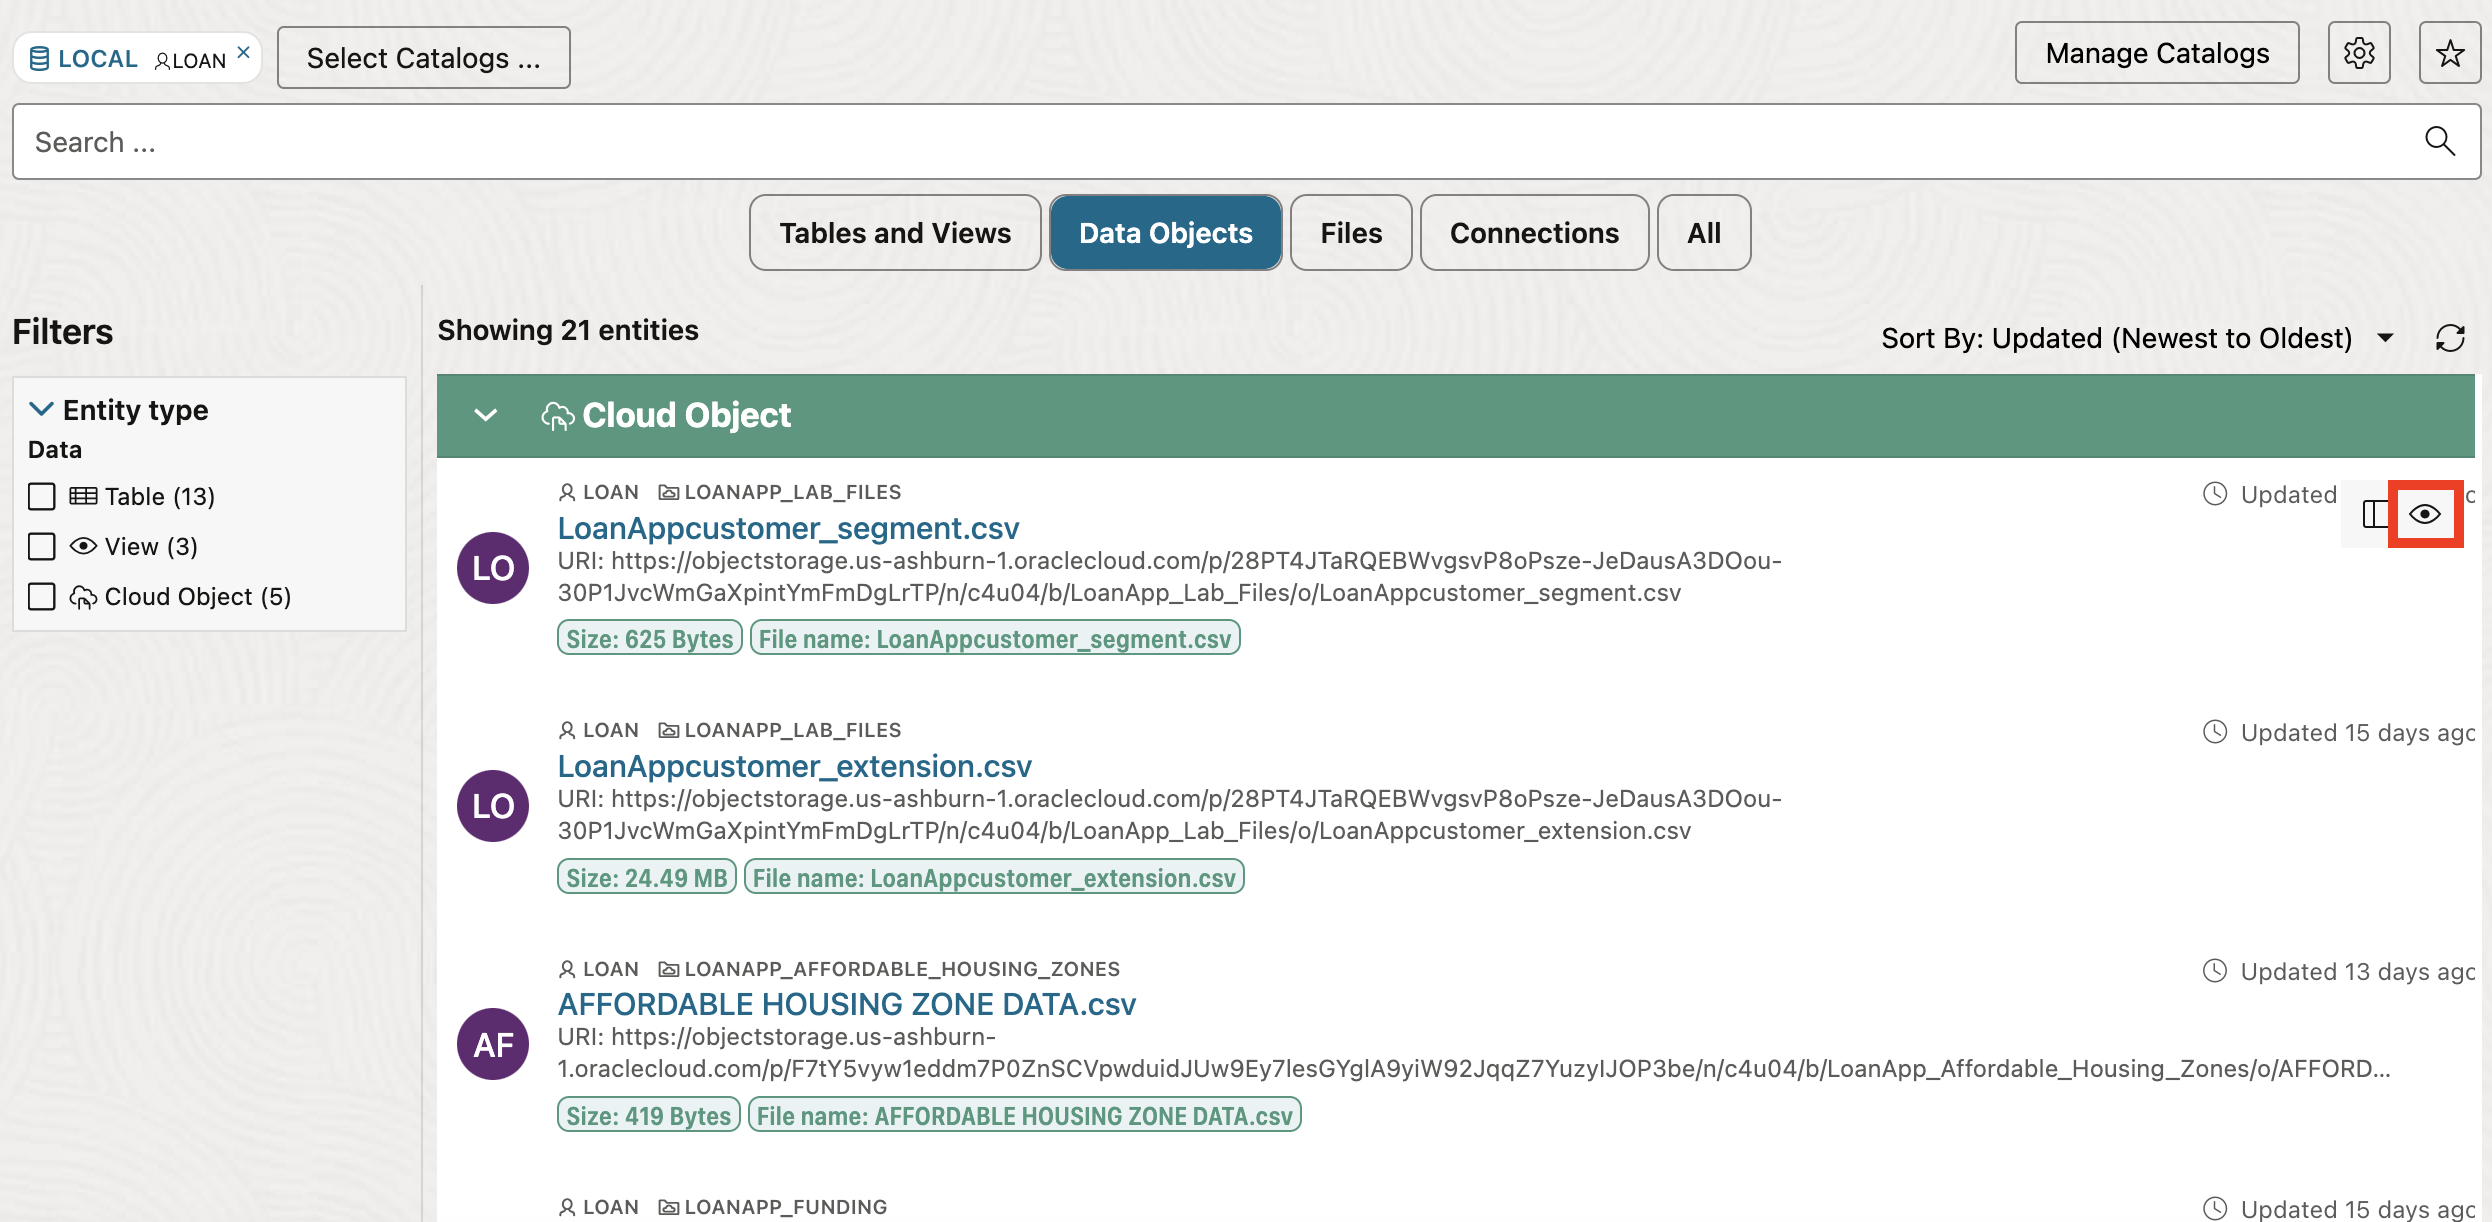 LOCAL LOAN
Select Catalogs ...
Manage Catalogs
Search ...
Tables and Views
Data Objects
Files
Connections
All
Filters
Entity type
Data
Table (13)
View (3)
Cloud Object (5)
Showing 21 entities
Sort By: Updated (Newest to Oldest)
Cloud Object
LOAN LOANAPP_LAB_FILES
Updated
LO
LoanAppcustomer_segment.csv
URI: https://objectstorage.us-ashburn-1.oraclecloud.com/p/28PT4JTaRQEBWvgsvP8oPsze-JeDausA3DOou-
30P1JvcWmGaXpintYmFmDgLrTP/n/c4u04/b/LoanApp_Lab_Files/o/LoanAppcustomer_segment.csv
Size: 625 Bytes
File name: LoanAppcustomer_segment.csv
LOAN LOANAPP_LAB_FILES
Updated 15 days ago
LO
LoanAppcustomer_extension.csv
URI: https://objectstorage.us-ashburn-1.oraclecloud.com/p/28PT4JTaRQEBWvgsvP8oPsze-JeDausA3DOou-
30P1JvcWmGaXpintYmFmDgLrTP/n/c4u04/b/LoanApp_Lab_Files/o/LoanAppcustomer_extension.csv
Size: 24.49 MB
File name: LoanAppcustomer_extension.csv
LOAN LOANAPP_AFFORDABLE_HOUSING_ZONES
Updated 13 days ago
AF
AFFORDABLE HOUSING ZONE DATA.csv
URI: https://objectstorage.us-ashburn-
1.oraclecloud.com/p/F7tY5vyw1eddm7P0ZnSCVpwduidJUw9Ey7lesGYglA9yiW92JqqZ7YuzyIJOP3be/n/c4u04/b/LoanApp_Affordable_Housing_Zones/o/AFFORD...
Size: 419 Bytes
File name: AFFORDABLE HOUSING ZONE DATA.csv
LOAN LOANAPP_FUNDING
Updated 15 days ago